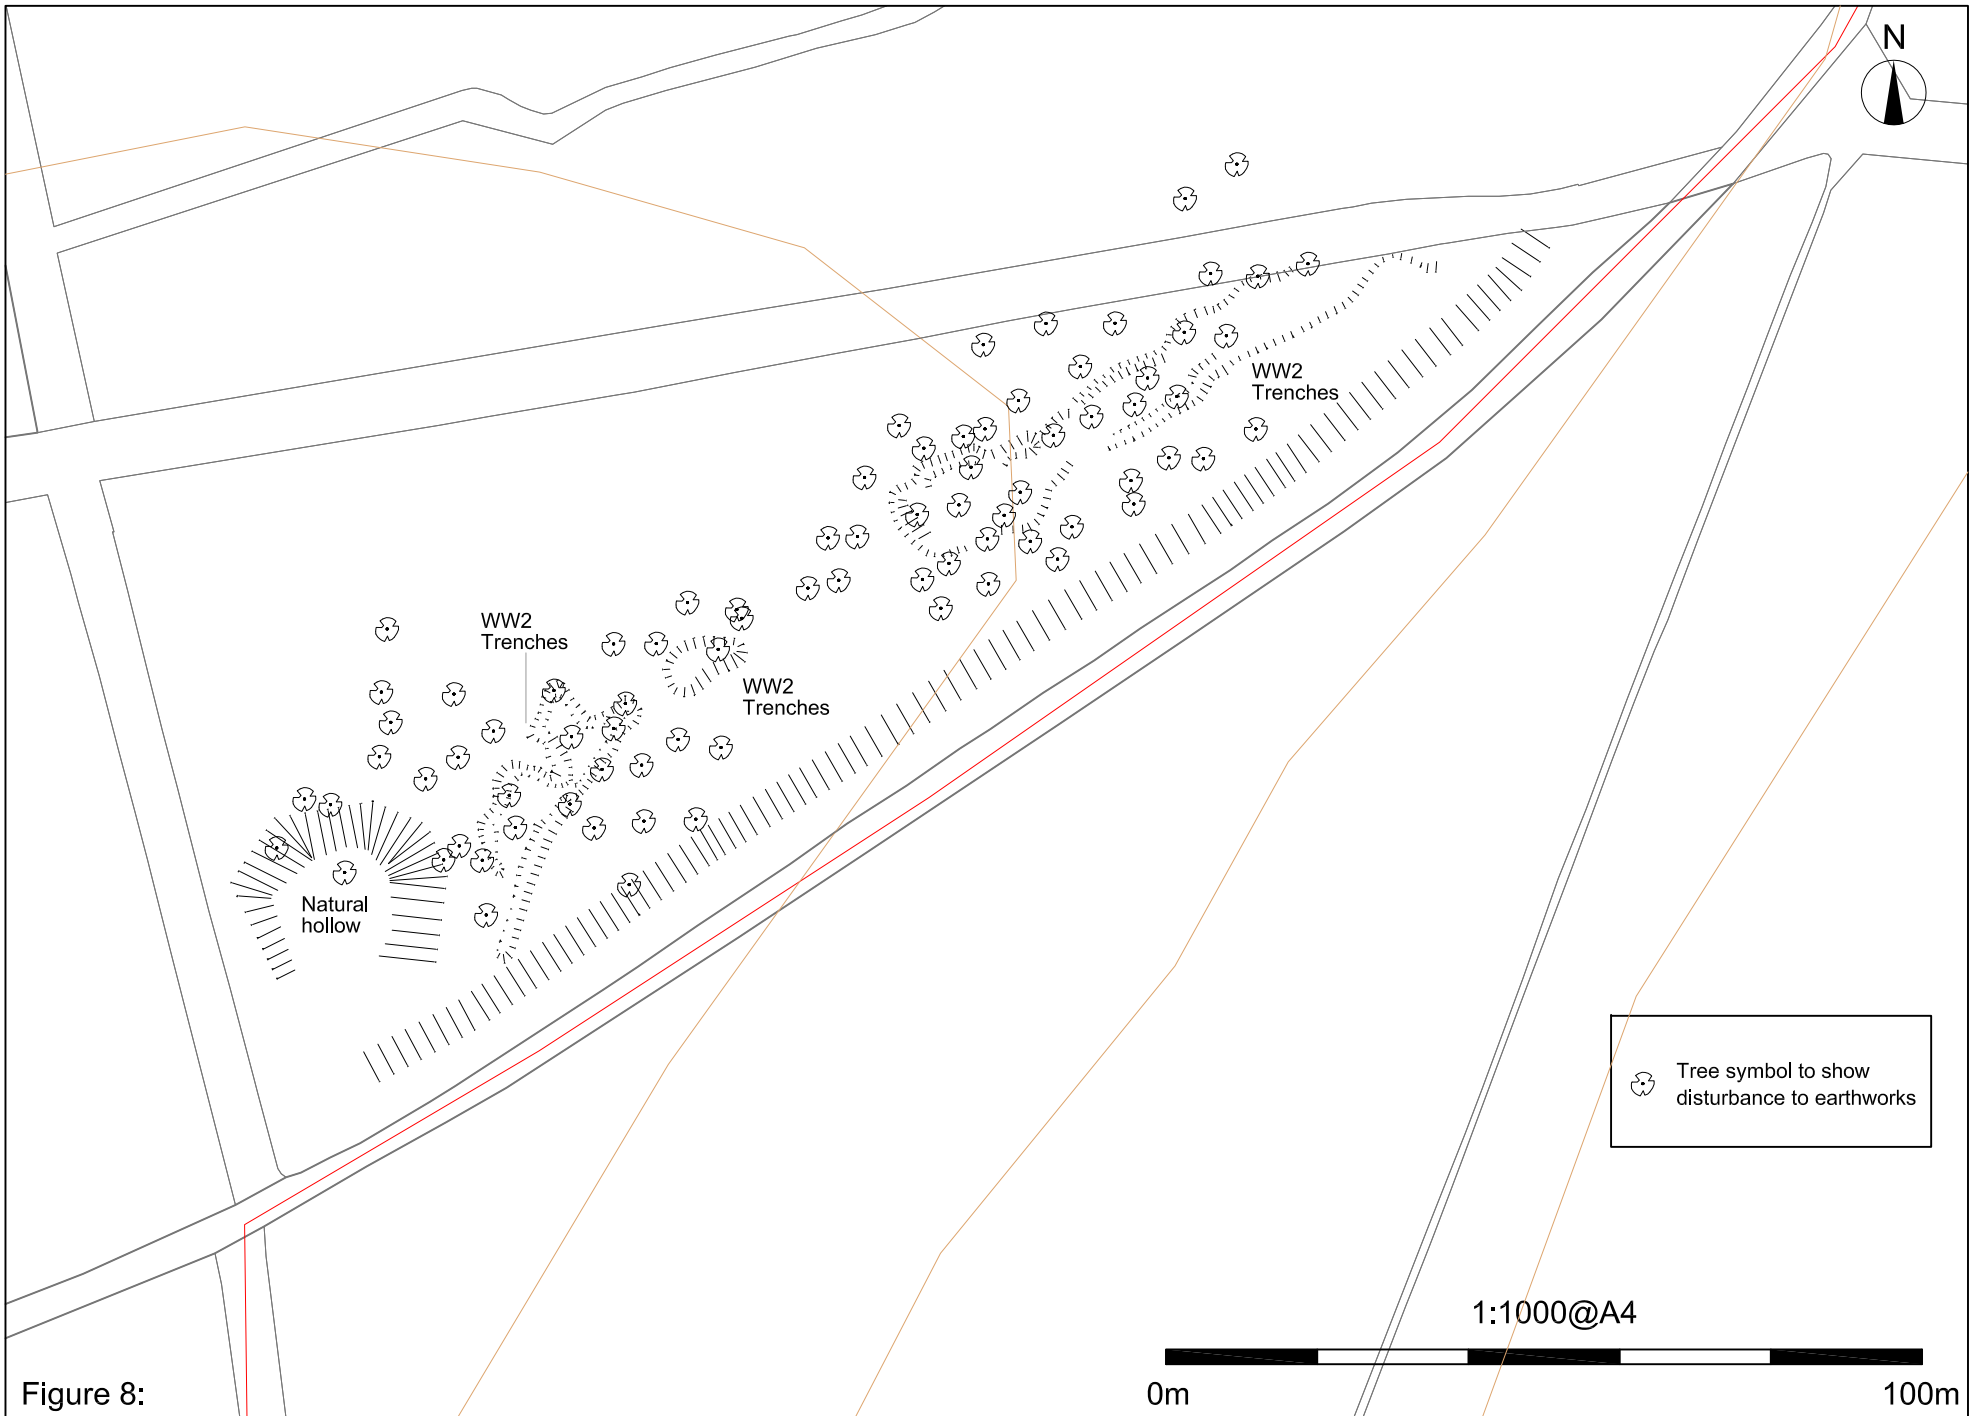 N
WW2
Trenches
WW2
Trenches
WW2
Trenches
Natural
hollow
Tree symbol to show
disturbance to earthworks
1:1000@A4
0m
100m
Figure 8: